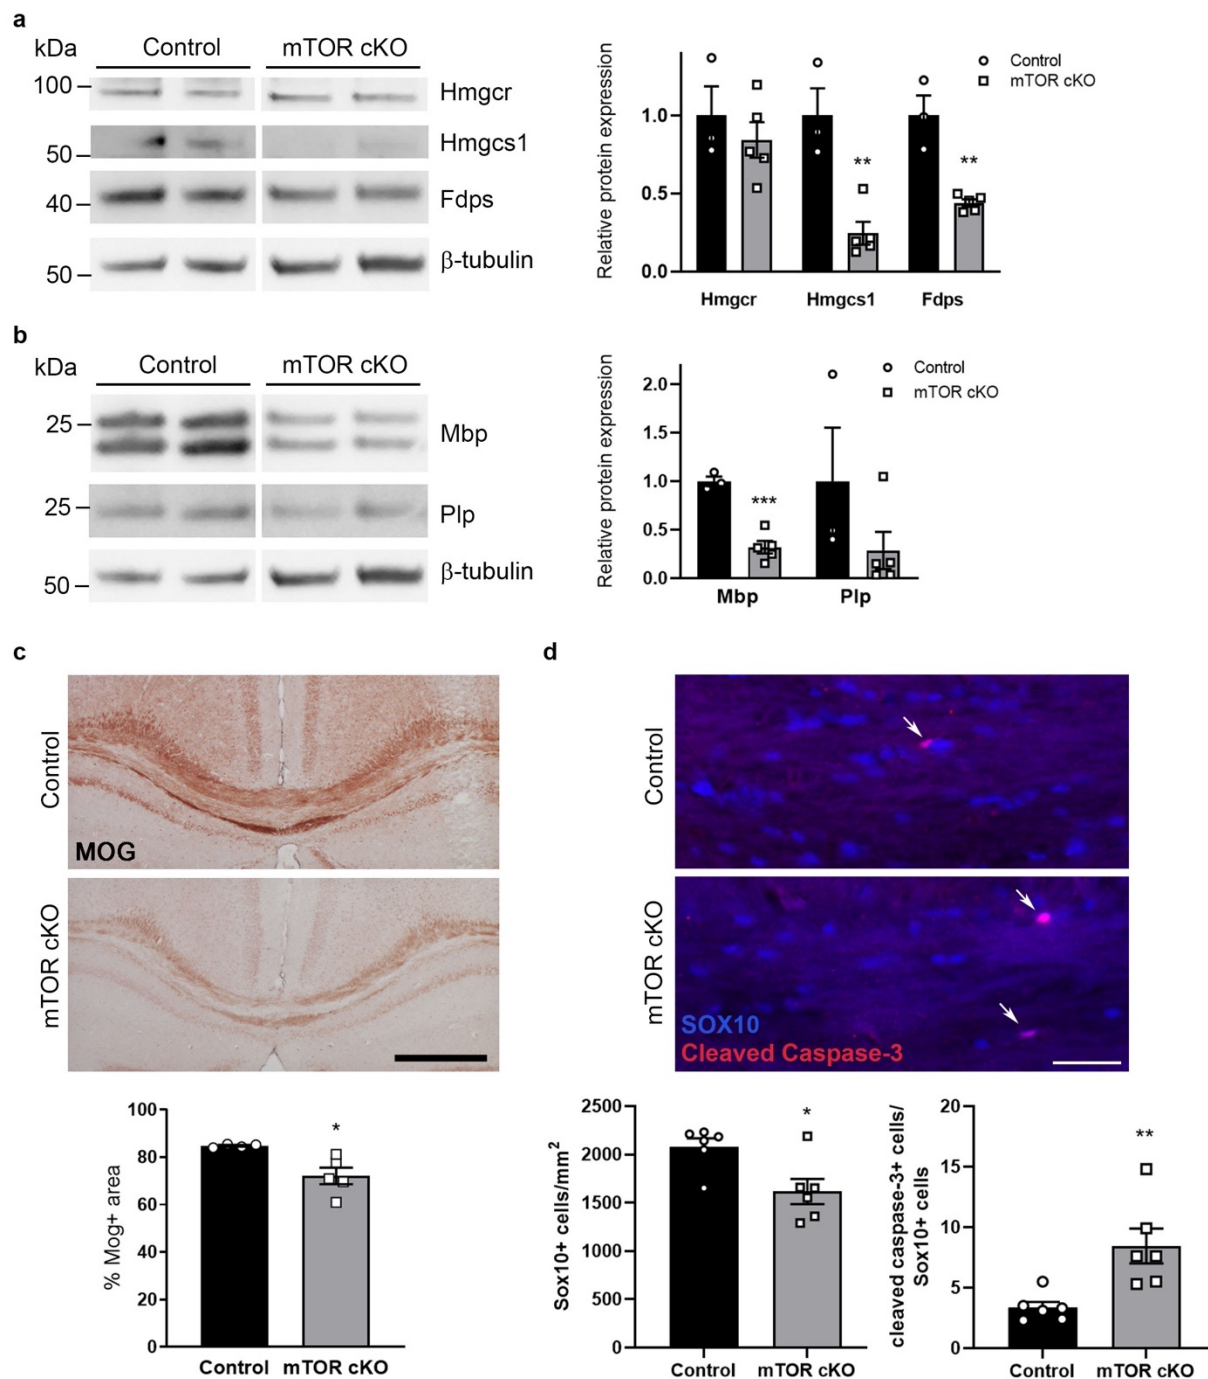 a
kDa
Control
mTOR cKO
100
Hmgcr
50
Hmgcs1
40
Fdps
50
β-tubulin
Relative protein expression
1.0
0.5
0.0
Control
mTOR cKO
**
**
Hmgcr
Hmgcs1
Fdps
b
kDa
Control
mTOR cKO
25
Mbp
25
Plp
50
β-tubulin
Relative protein expression
2.0
1.5
1.0
0.5
0.0
Control
mTOR cKO
***
Mbp
Plp
c
Control
MOG
mTOR cKO
% Mog+ area
100
80
60
40
20
0
*
Control
mTOR cKO
d
Control
mTOR cKO
SOX10
Cleaved Caspase-3
Sox10+ cells/mm²
2500
2000
1500
1000
500
0
*
Control
mTOR cKO
cleaved caspase-3+ cells/
Sox10+ cells
20
15
10
5
0
**
Control
mTOR cKO